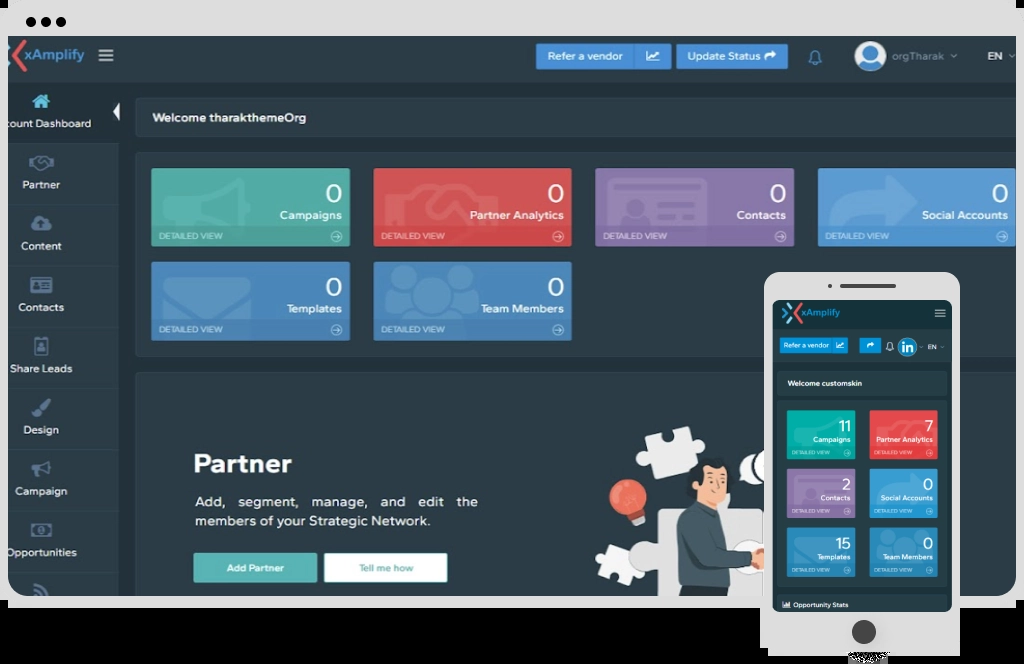 xAmplify
Refer a vendor
Update Status
orgTharak
EN
Welcome tharakthemeOrg
ount Dashboard
Partner
Content
Contacts
Share Leads
Design
Campaign
Opportunities
0
Campaigns
DETAILED VIEW
0
Partner Analytics
DETAILED VIEW
0
Contacts
DETAILED VIEW
0
Social Accounts
DETAILED VIEW
0
Templates
DETAILED VIEW
0
Team Members
DETAILED VIEW
Partner
Add, segment, manage, and edit the
members of your Strategic Network.
Add Partner
Tell me how
xAmplify
Refer a vendor
in
EN
Welcome customskin
11
Campaigns
DETAILED VIEW
7
Partner Analytics
DETAILED VIEW
2
Contacts
DETAILED VIEW
0
Social Accounts
DETAILED VIEW
15
Templates
DETAILED VIEW
0
Team Members
DETAILED VIEW
Opportunity Stats